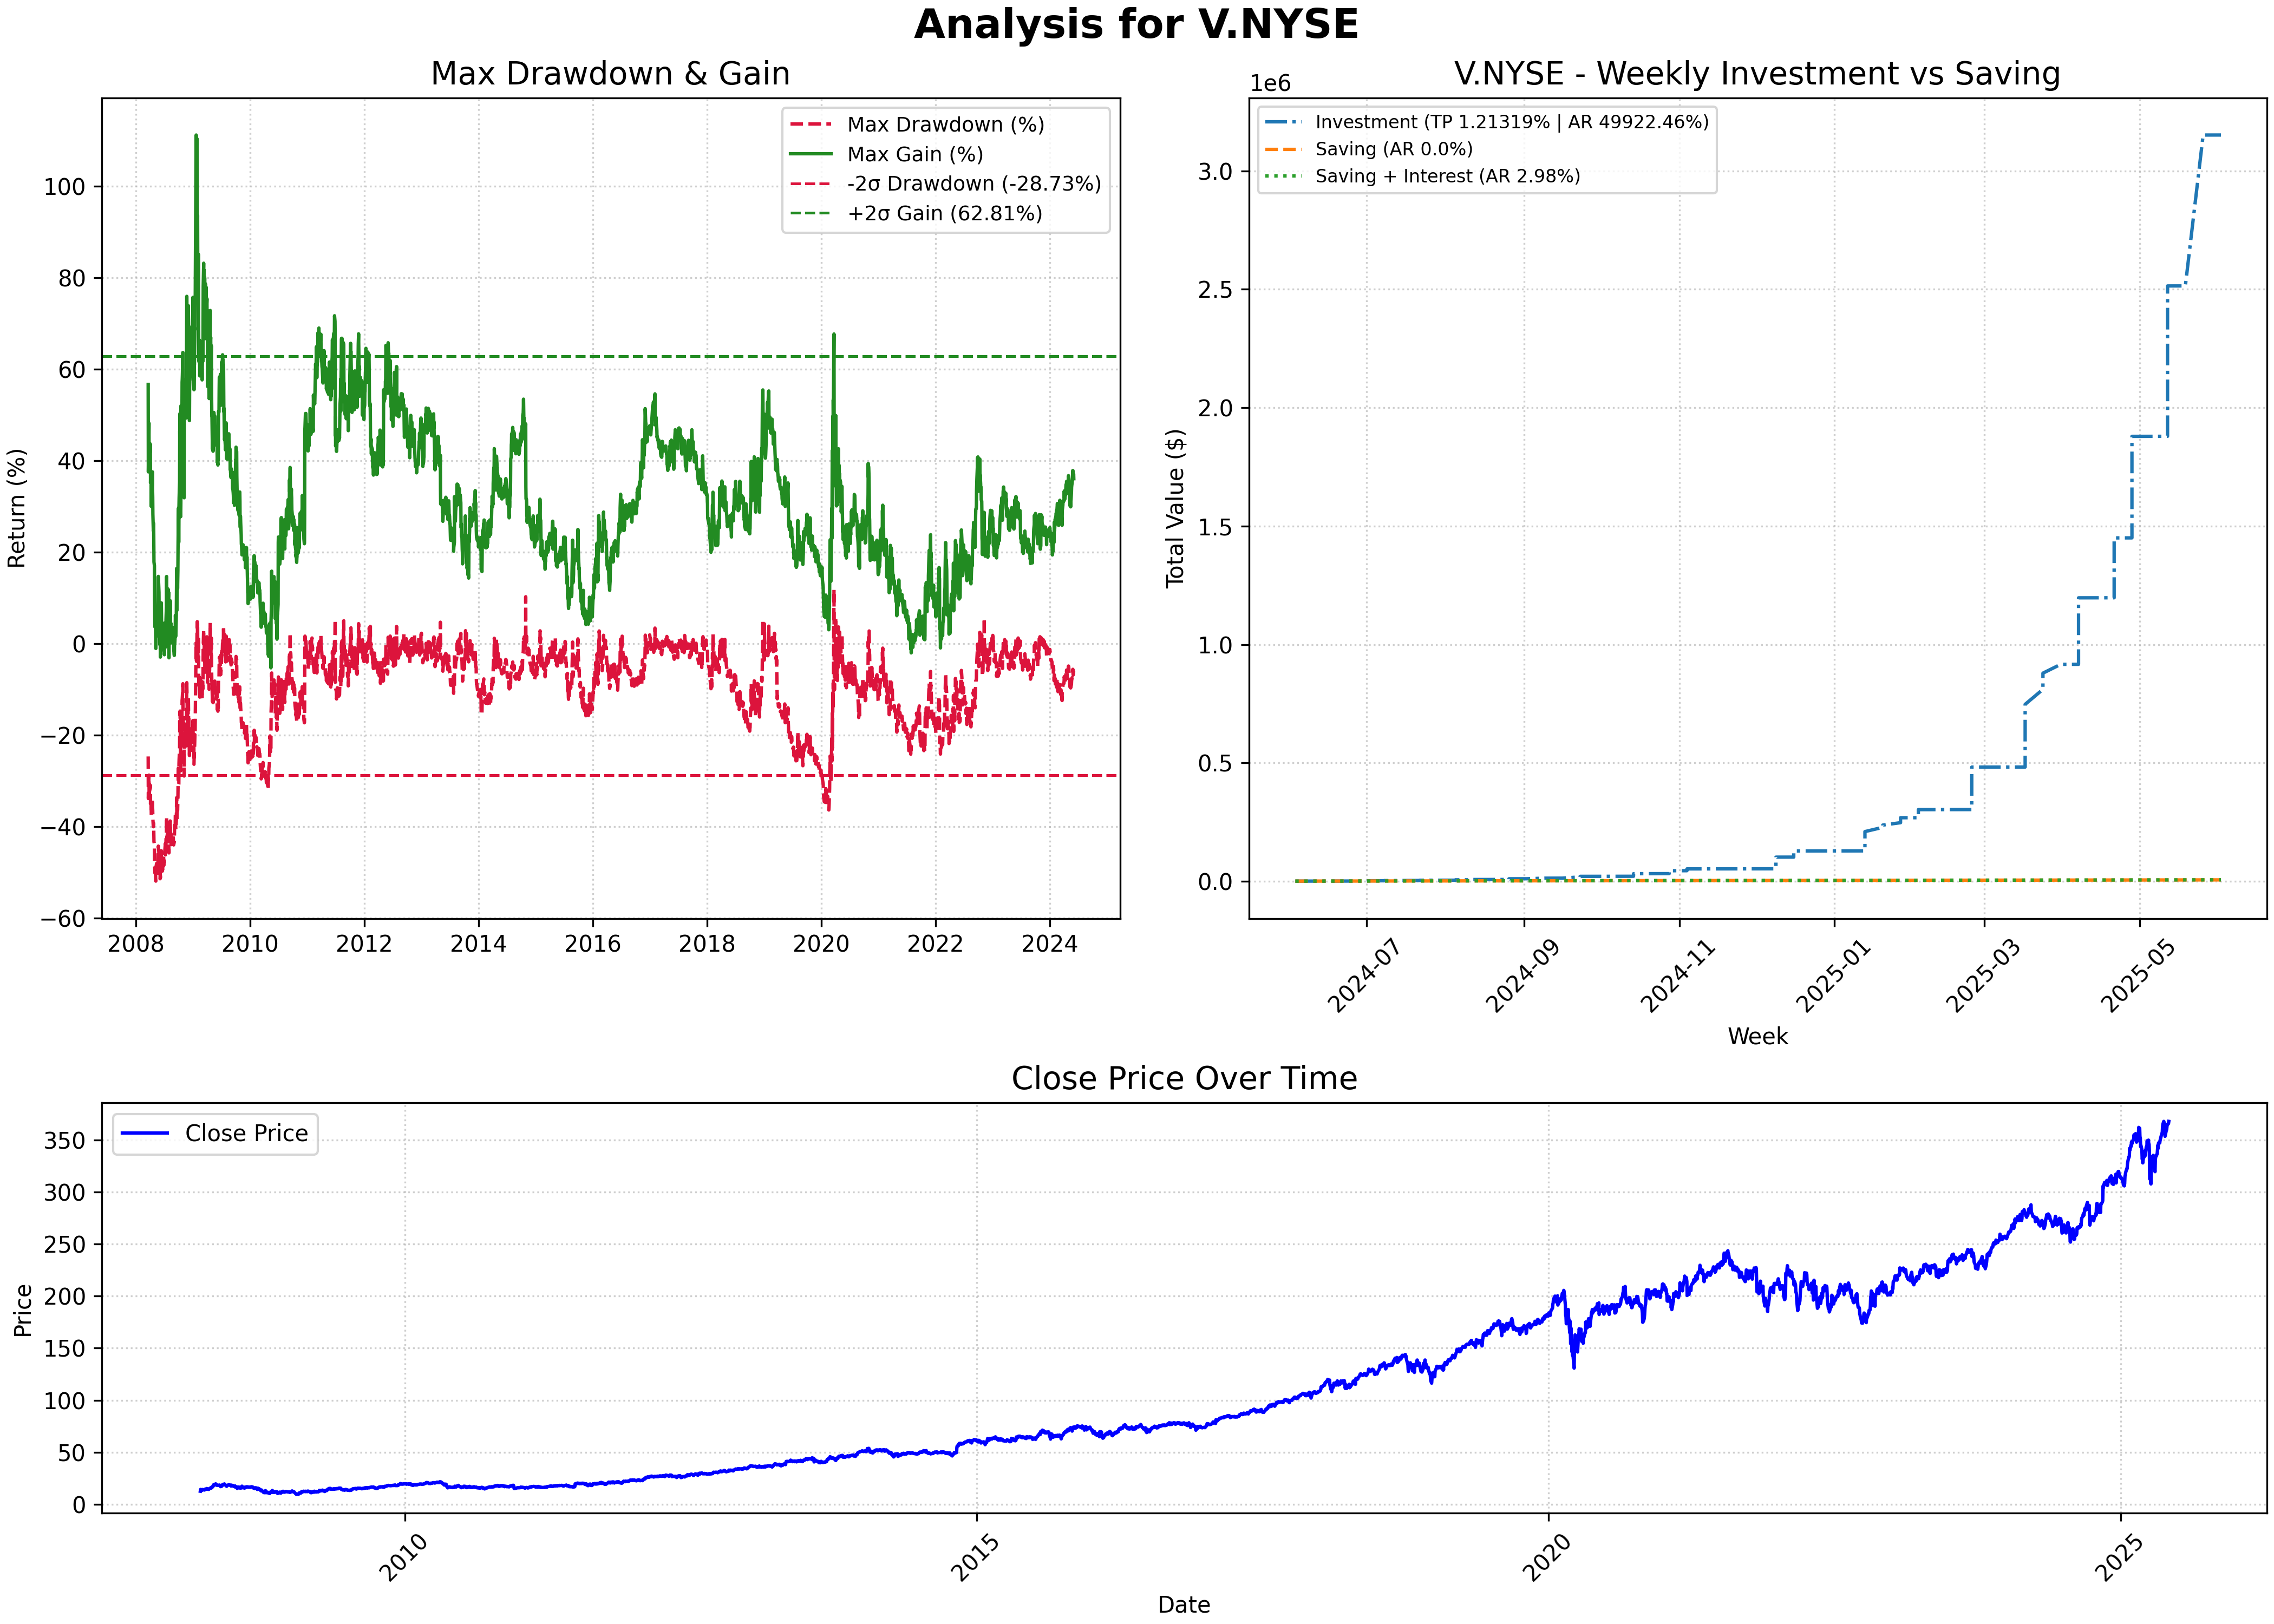 Analysis for V.NYSE
Max Drawdown & Gain
Return (%)
100
80
60
40
20
0
−20
−40
−60
2008 2010 2012 2014 2016 2018 2020 2022 2024
Max Drawdown (%)
Max Gain (%)
-2σ Drawdown (-28.73%)
+2σ Gain (62.81%)
V.NYSE - Weekly Investment vs Saving
1e6
Total Value ($)
3.0
2.5
2.0
1.5
1.0
0.5
0.0
Investment (TP 1.21319% | AR 49922.46%)
Saving (AR 0.0%)
Saving + Interest (AR 2.98%)
2024-07 2024-09 2024-11 2025-01 2025-03 2025-05
Week
Close Price Over Time
Close Price
Price
350
300
250
200
150
100
50
0
2010 2015 2020 2025
Date